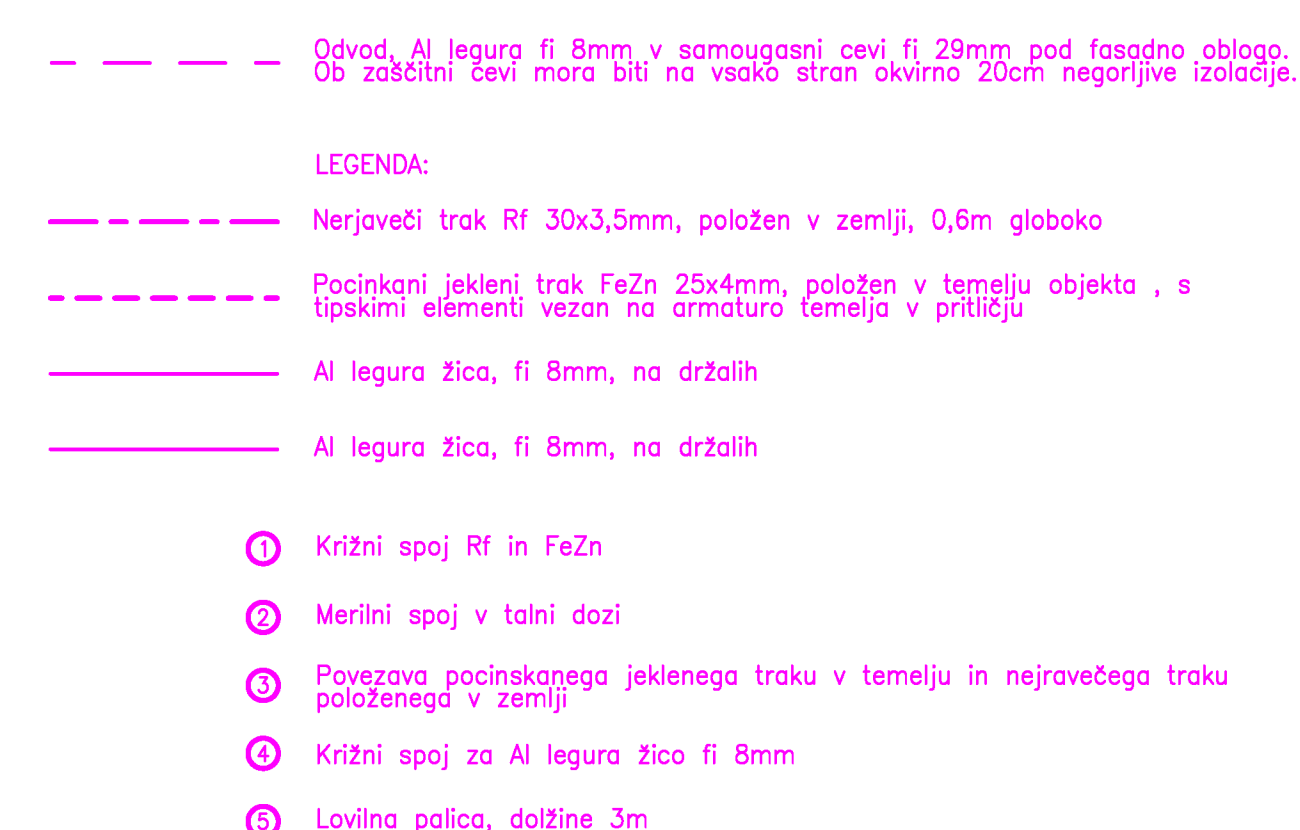 Odvod, Al legura fi 8mm v samougasni cevi fi 29mm pod fasadno oblogo.
Ob zaščitni cevi mora biti na vsako stran okvirno 20cm negorljive izolacije.
LEGENDA:
Nerjaveči trak Rf 30x3,5mm, položen v zemlji, 0,6m globoko
Pocinkani jekleni trak FeZn 25x4mm, položen v temelju objekta , s
tipskimi elementi vezan na armaturo temelja v pritličju
Al legura žica, fi 8mm, na držalih
Al legura žica, fi 8mm, na držalih
1 Križni spoj Rf in FeZn
2 Merilni spoj v talni dozi
3 Povezava pocinskanega jeklenega traku v temelju in nejravečega traku
položenega v zemlji
4 Križni spoj za Al legura žico fi 8mm
5 Lovilna palica, dolžine 3m